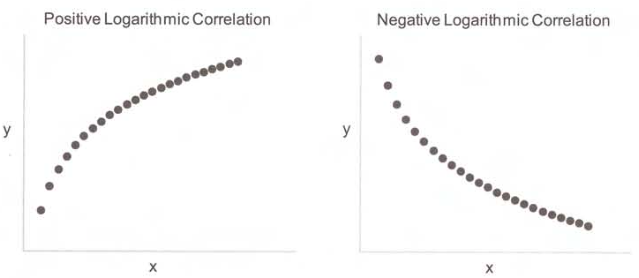 Positive Logarithmic Correlation
y
x
Negative Logarithmic Correlation
y
x